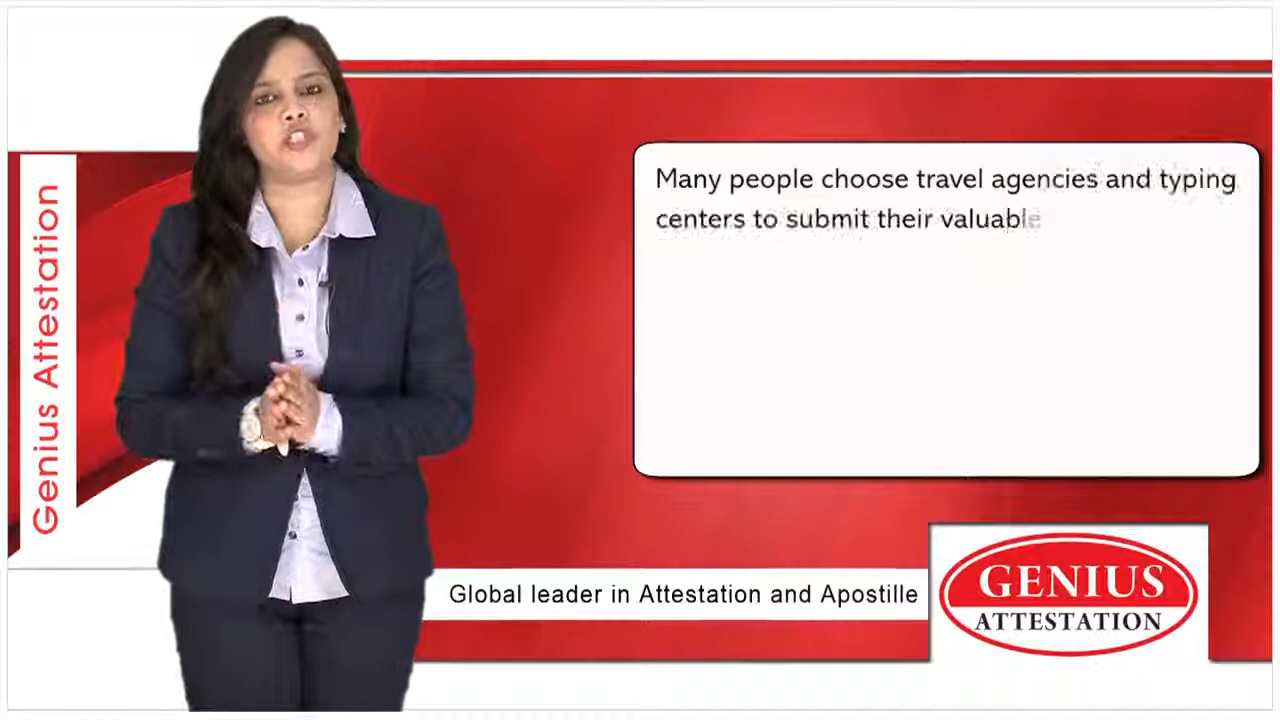 Genius Attestation
Many people choose travel agencies and typing
centers to submit their valuable
Global leader in Attestation and Apostille
GENIUS
ATTESTATION